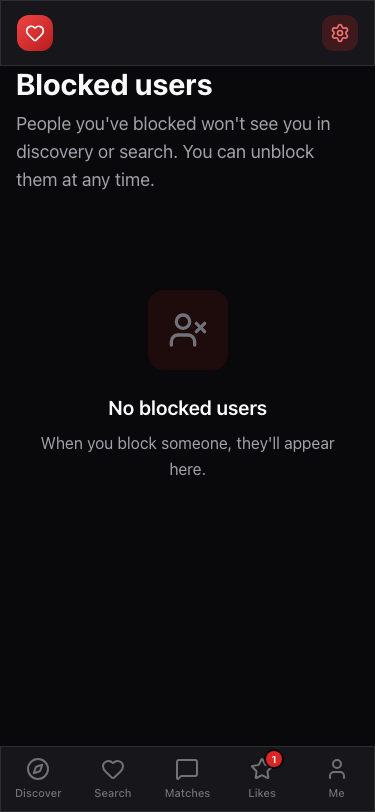 Blocked users
People you've blocked won't see you in
discovery or search. You can unblock
them at any time.
No blocked users
When you block someone, they'll appear
here.
1
Discover
Search
Matches
Likes
Me